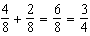 4/8 + 2/8 = 6/8 = 3/4